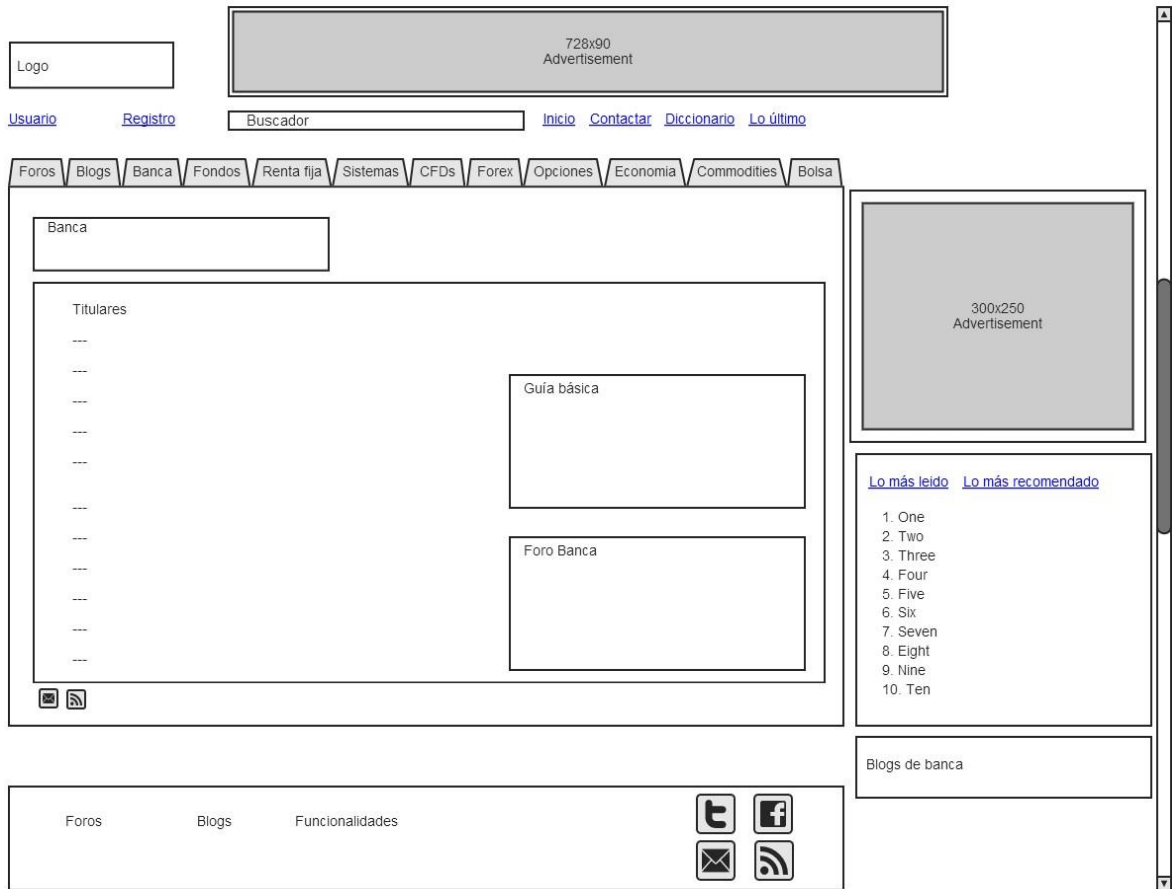 728x90
Advertisement
Logo
Usuario Registro Buscador Inicio Contactar Diccionario Lo último
Foros Blogs Banca Fondos Renta fija Sistemas CFDs Forex Opciones Economia Commodities Bolsa
Banca
Titulares
---
---
---
---
---
---
---
---
---
---
---
Guía básica
Foro Banca
300x250
Advertisement
Lo más leido Lo más recomendado
1. One
2. Two
3. Three
4. Four
5. Five
6. Six
7. Seven
8. Eight
9. Nine
10. Ten
Blogs de banca
Foros Blogs Funcionalidades